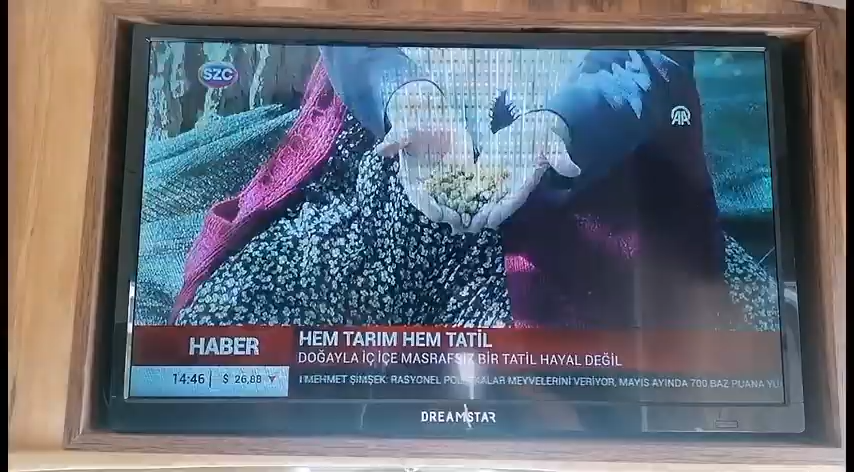 SZC
AA
HEM TARIM HEM TATİL
HABER
DOĞAYLA İÇ İÇE MASRAFSIZ BİR TATİL HAYAL DEĞİL
14:46 $ 26,88 ▼
MEHMET ŞİMŞEK: RASYONEL POLİTİKALAR MEYVELERİNİ VERİYOR, MAYIS AYINDA 700 BAZ PUANA YU
DREAMSTAR